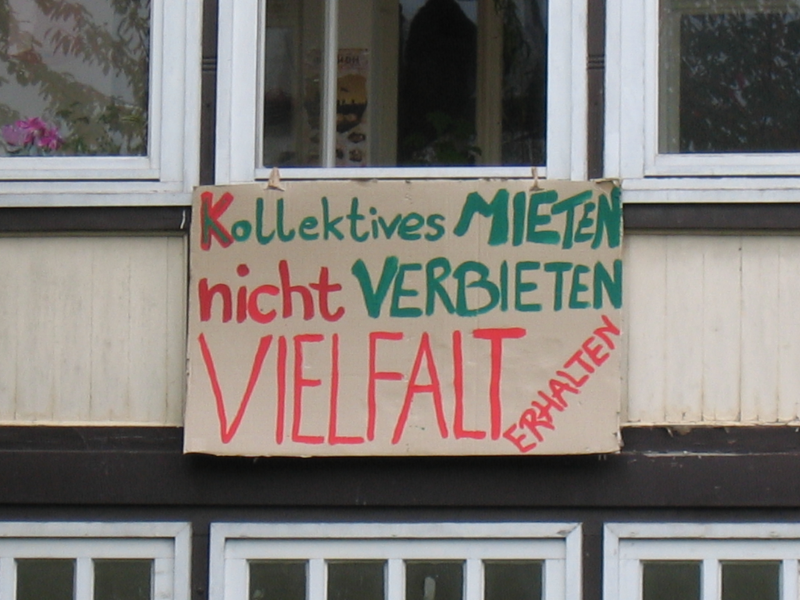 Kollektives MIETEN
nicht VERBIETEN
VIELFALT
ERHALTEN